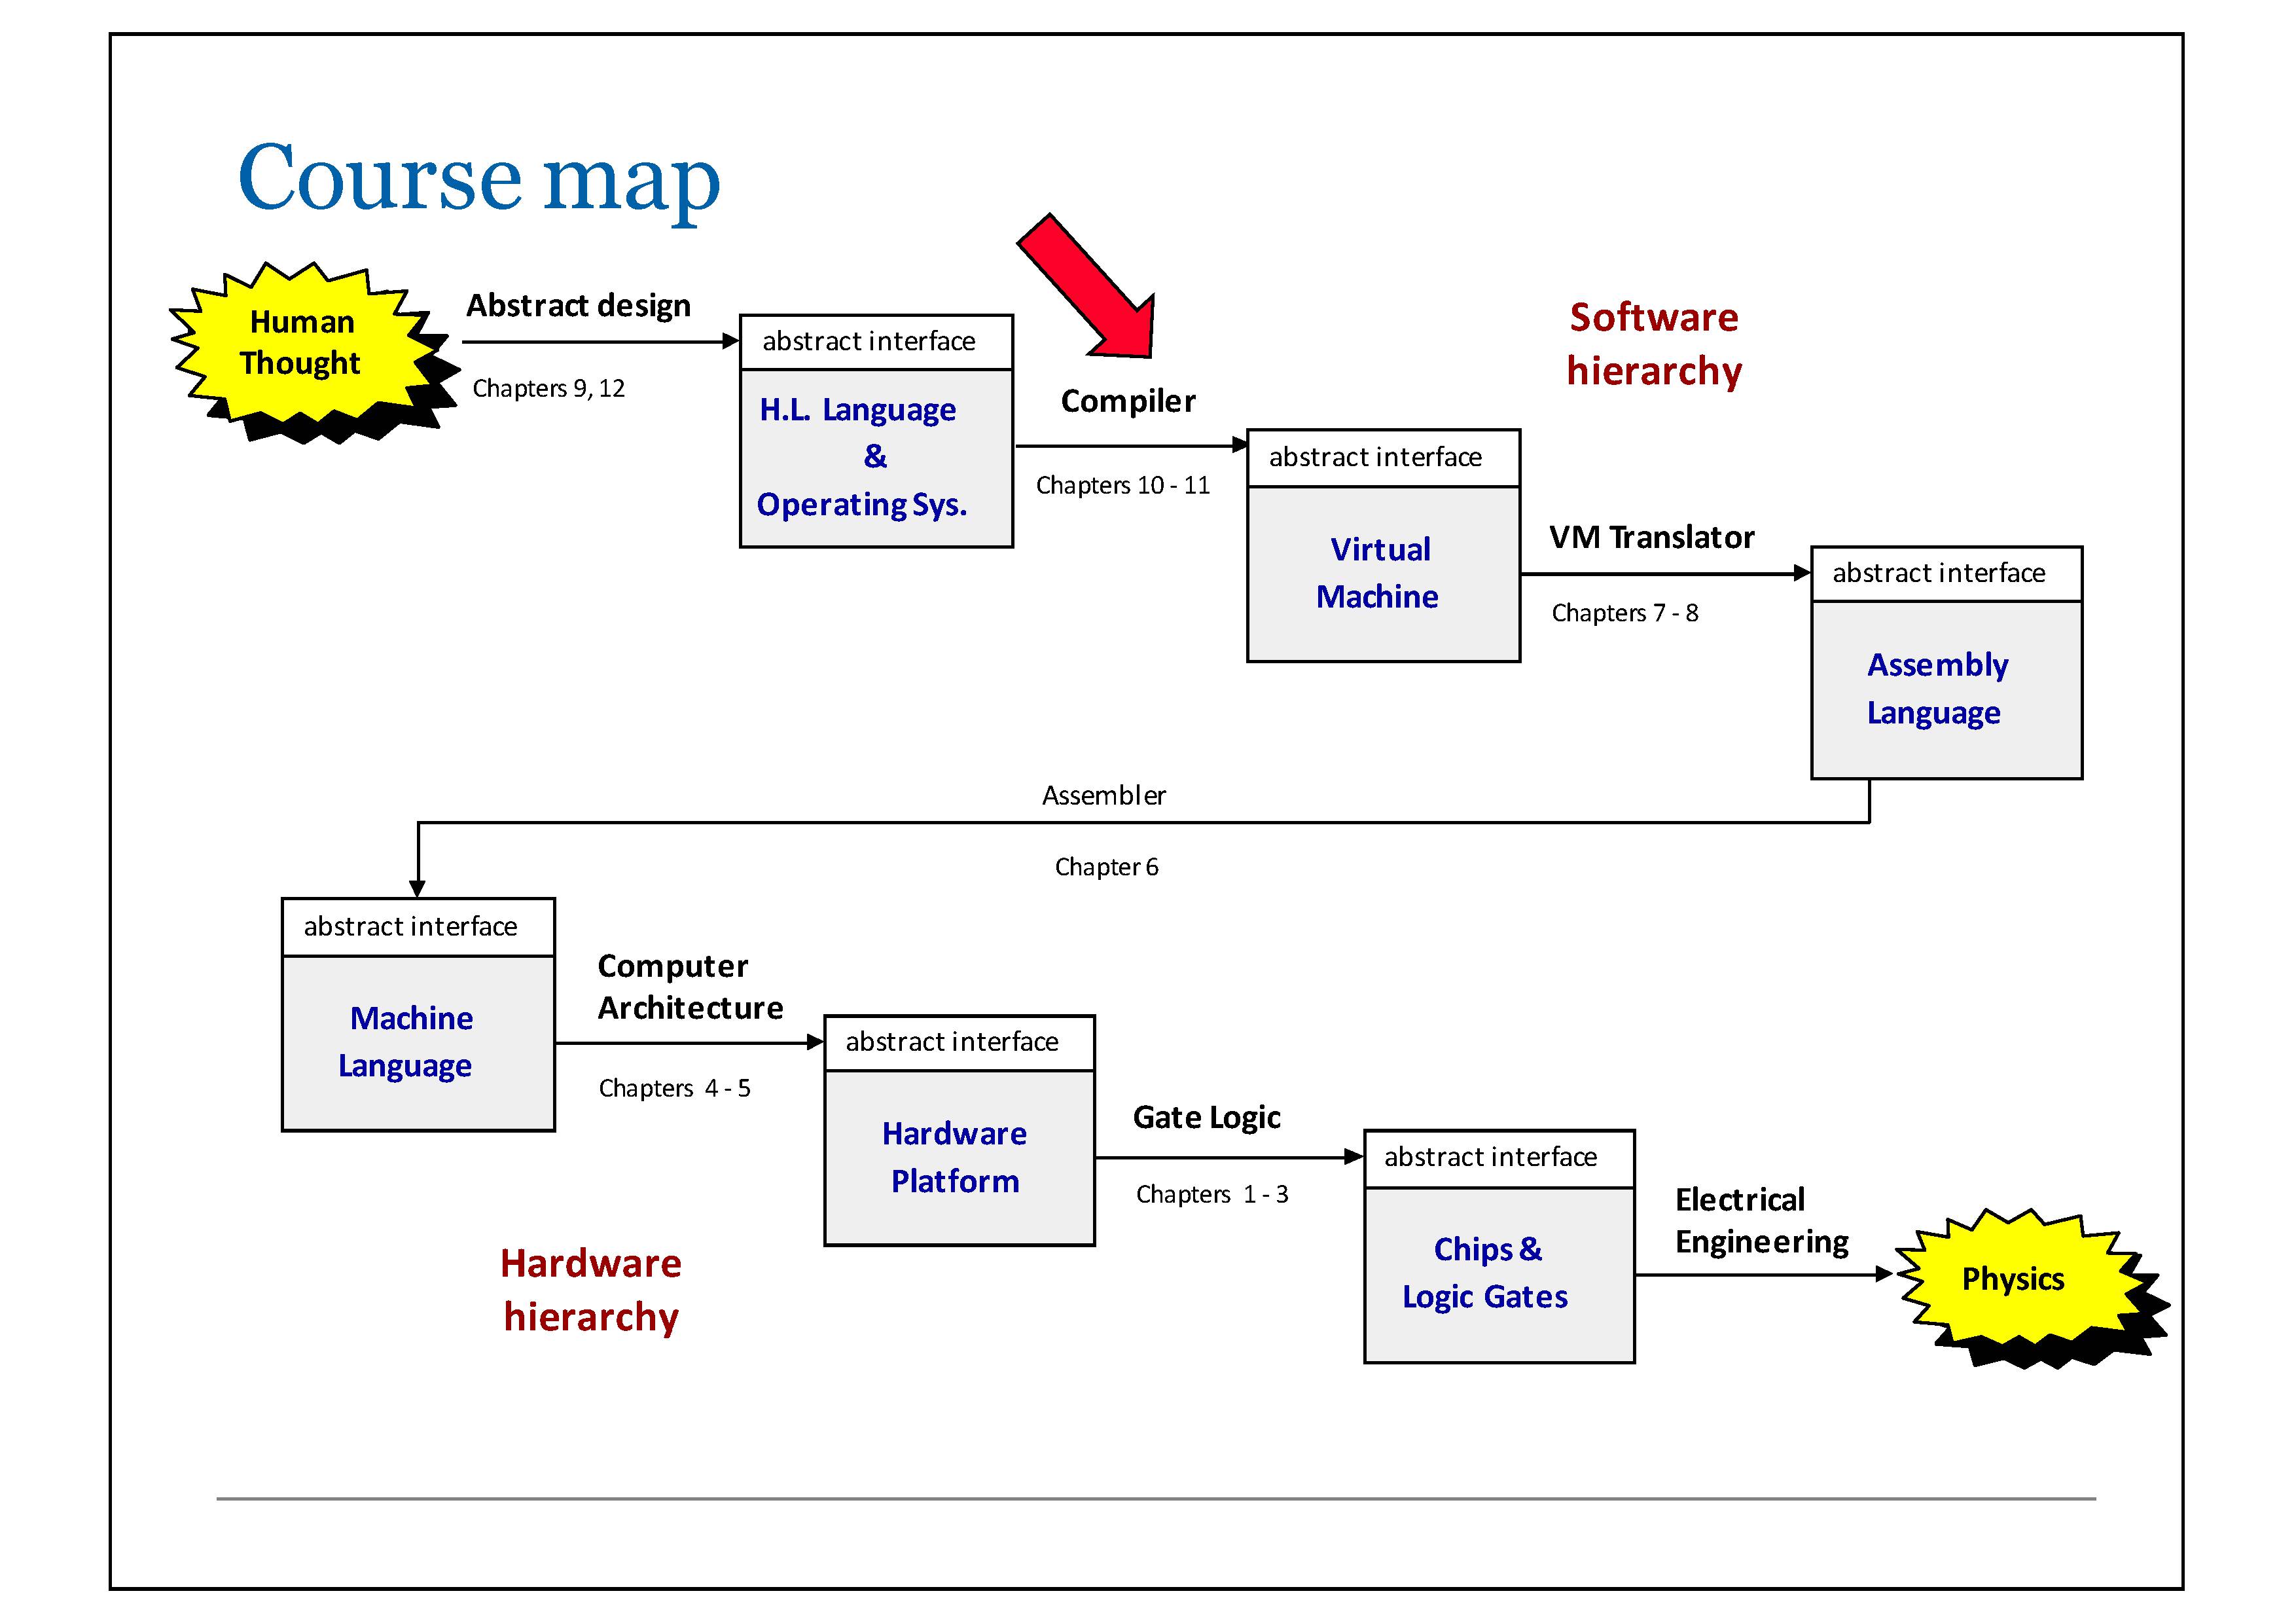 Course map
Human
Thought
Abstract design
Chapters 9, 12
abstract interface
H.L. Language
&
Operating Sys.
Compiler
Chapters 10 - 11
Software
hierarchy
abstract interface
Virtual
Machine
VM Translator
Chapters 7 - 8
abstract interface
Assembly
Language
Assembler
Chapter 6
abstract interface
Machine
Language
Computer
Architecture
Chapters 4 - 5
abstract interface
Hardware
Platform
Gate Logic
Chapters 1 - 3
abstract interface
Chips &
Logic Gates
Electrical
Engineering
Physics
Hardware
hierarchy